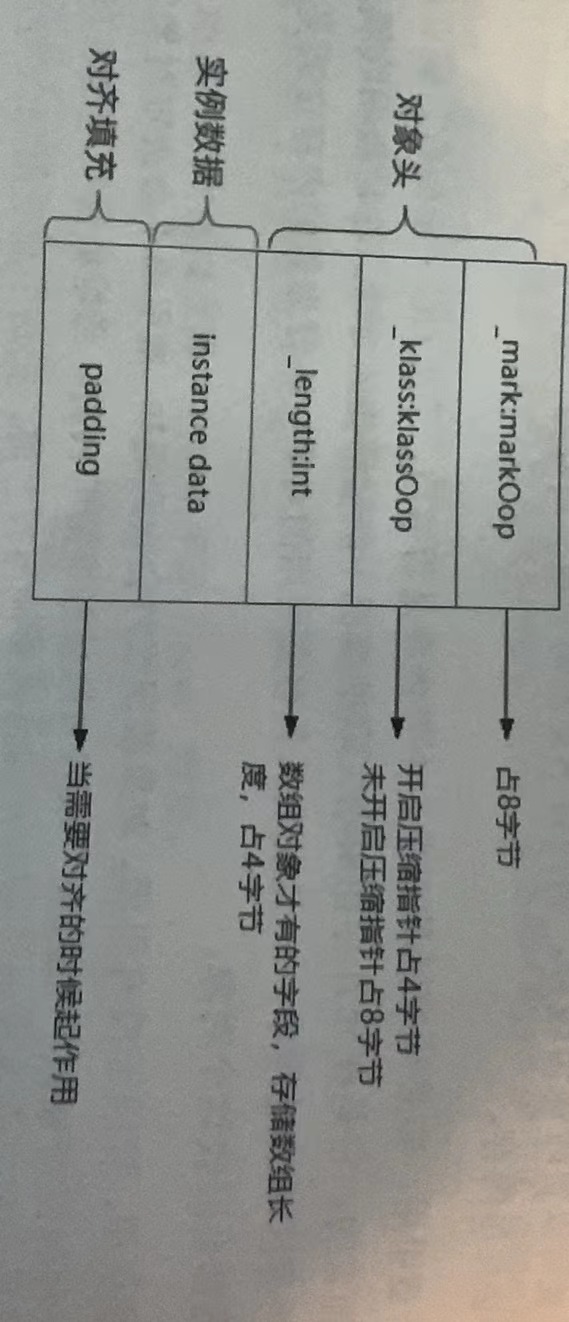 对象头
_mark:markOop
占8字节
_klass:klassOop
开启压缩指针占4字节
未开启压缩指针占8字节
_length:int
数组对象才有的字段，存储数组长
度，占4字节
实例数据
instance data
对齐填充
padding
当需要对齐的时候起作用